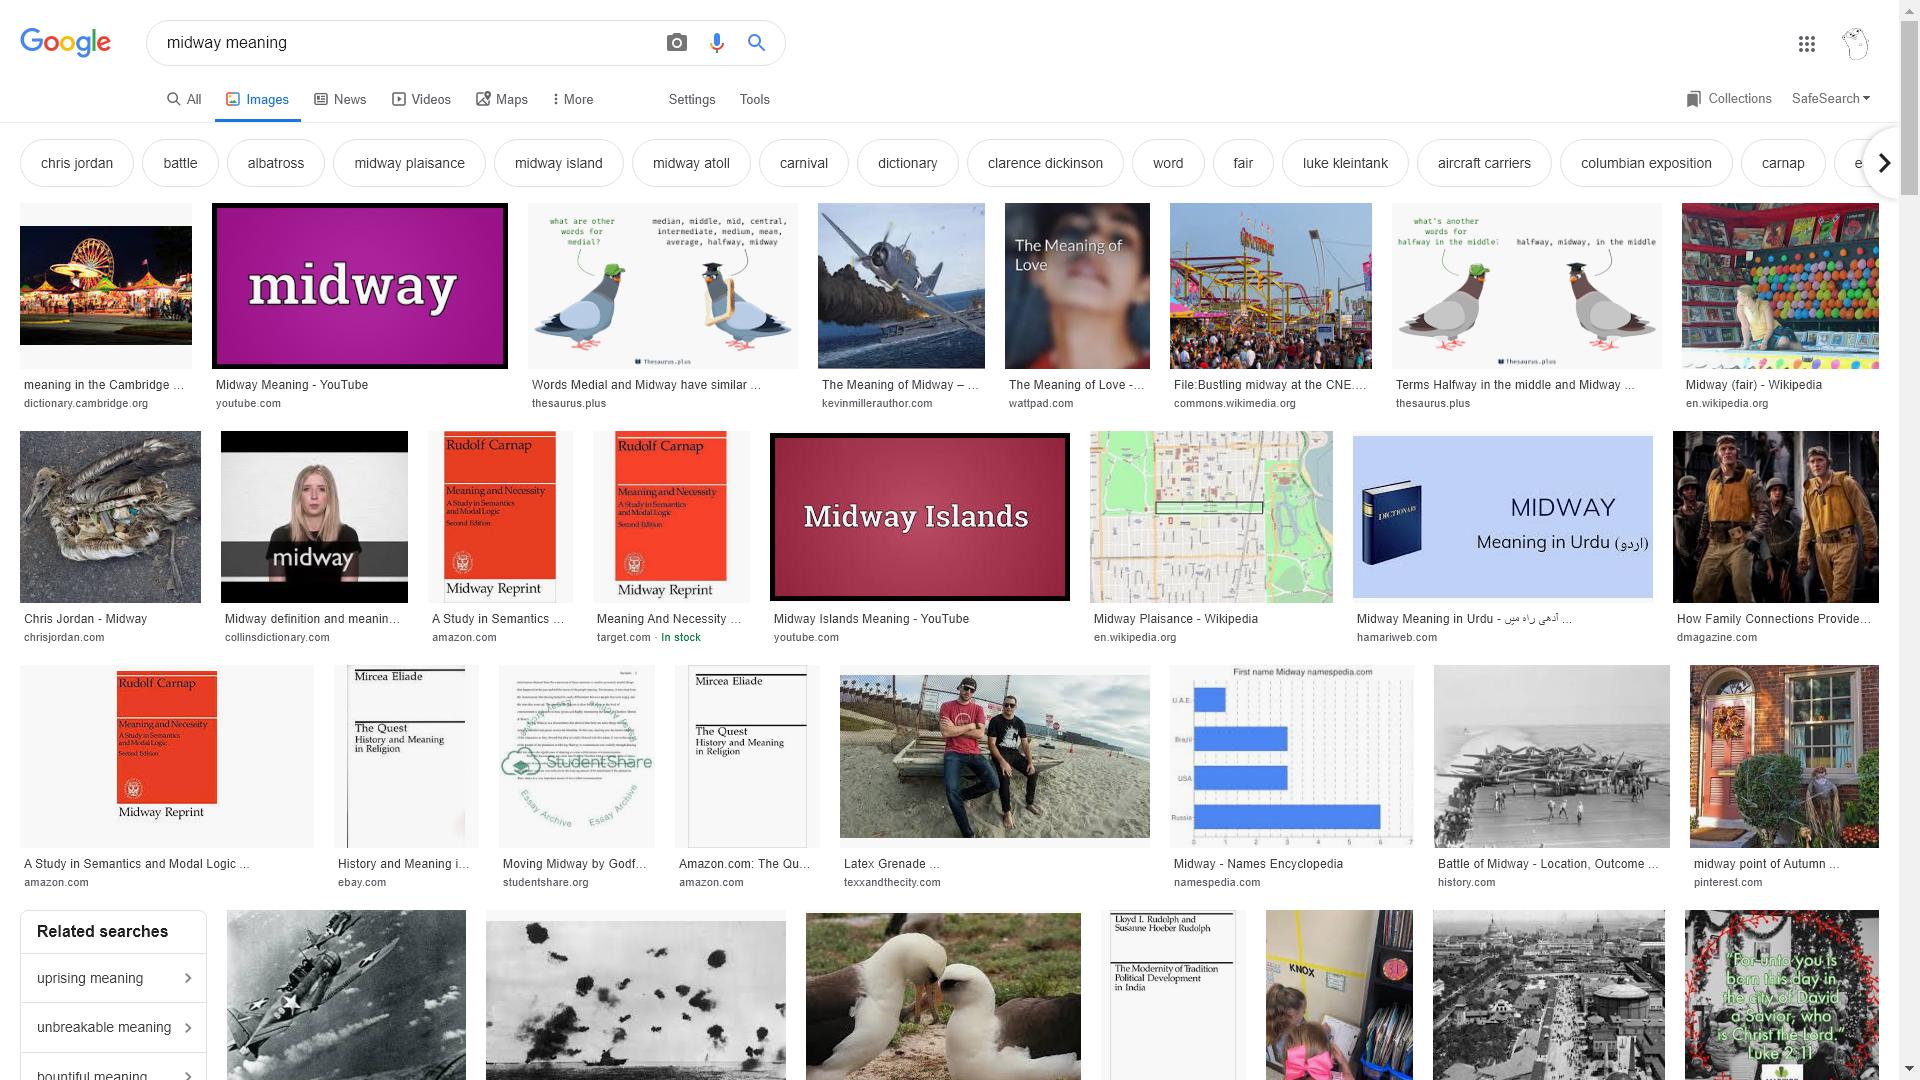 Google
midway meaning
All
Images
News
Videos
Maps
More
Settings
Tools
Collections
SafeSearch
chris jordan
battle
albatross
midway plaisance
midway island
midway atoll
carnival
dictionary
clarence dickinson
word
fair
luke kleintank
aircraft carriers
columbian exposition
carnap
e
midway
what are other
words for
medial?
median, middle, mid, central,
intermediate, medium, mean,
average, halfway, midway
Thesaurus.plus
The Meaning of
Love
what's another
words for
halfway in the middle?
halfway, midway, in the middle
Thesaurus.plus
meaning in the Cambridge ...
dictionary.cambridge.org
Midway Meaning - YouTube
youtube.com
Words Medial and Midway have similar ...
thesaurus.plus
The Meaning of Midway – ...
kevinmillerauthor.com
The Meaning of Love -...
wattpad.com
File:Bustling midway at the CNE....
commons.wikimedia.org
Terms Halfway in the middle and Midway ...
thesaurus.plus
Midway (fair) - Wikipedia
en.wikipedia.org
midway
Rudolf Carnap
Meaning and Necessity
A Study in Semantics
and Modal Logic
Second Edition
Midway Reprint
Rudolf Carnap
Meaning and Necessity
A Study in Semantics
and Modal Logic
Second Edition
Midway Reprint
Midway Islands
DICTIONARY
MIDWAY
Meaning in Urdu (اردو)
Chris Jordan - Midway
chrisjordan.com
Midway definition and meanin...
collinsdictionary.com
A Study in Semantics ...
amazon.com
Meaning And Necessity ...
target.com · In stock
Midway Islands Meaning - YouTube
youtube.com
Midway Plaisance - Wikipedia
en.wikipedia.org
Midway Meaning in Urdu - آدھی راہ میں ...
hamariweb.com
How Family Connections Provide...
dmagazine.com
Rudolf Carnap
Meaning and Necessity
A Study in Semantics
and Modal Logic
Second Edition
Midway Reprint
Mircea Eliade
The Quest
History and Meaning
in Religion
StudentShare
Essay Archive
Essay Archive
Mircea Eliade
The Quest
History and Meaning
in Religion
First name Midway namespedia.com
U.A.E.
Brazil
USA
Russia
0 1 2 3 4 5 6 7
A Study in Semantics and Modal Logic ...
amazon.com
History and Meaning i...
ebay.com
Moving Midway by Godf...
studentshare.org
Amazon.com: The Qu...
amazon.com
Latex Grenade ...
texxandthecity.com
Midway - Names Encyclopedia
namespedia.com
Battle of Midway - Location, Outcome ...
history.com
midway point of Autumn ...
pinterest.com
Related searches
uprising meaning
unbreakable meaning
bountiful meaning
Lloyd I. Rudolph and
Susanne Hoeber Rudolph
The Modernity of Tradition
Political Development
in India
KNOX
31
"For unto you is
born this day in
the city of David
a Savior, who
is Christ the Lord."
Luke 2:11